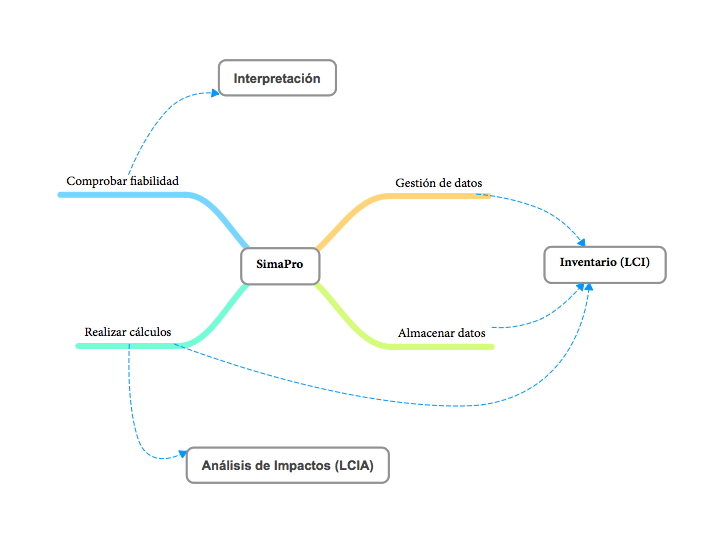 Interpretación
Comprobar fiabilidad
Gestión de datos
SimaPro
Inventario (LCI)
Realizar cálculos
Almacenar datos
Análisis de Impactos (LCIA)